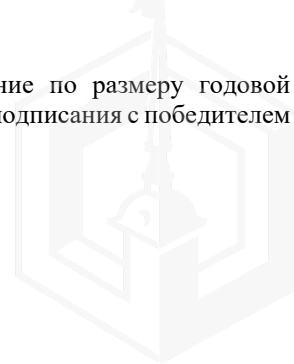 ние по размеру годовой
подписания с победителем